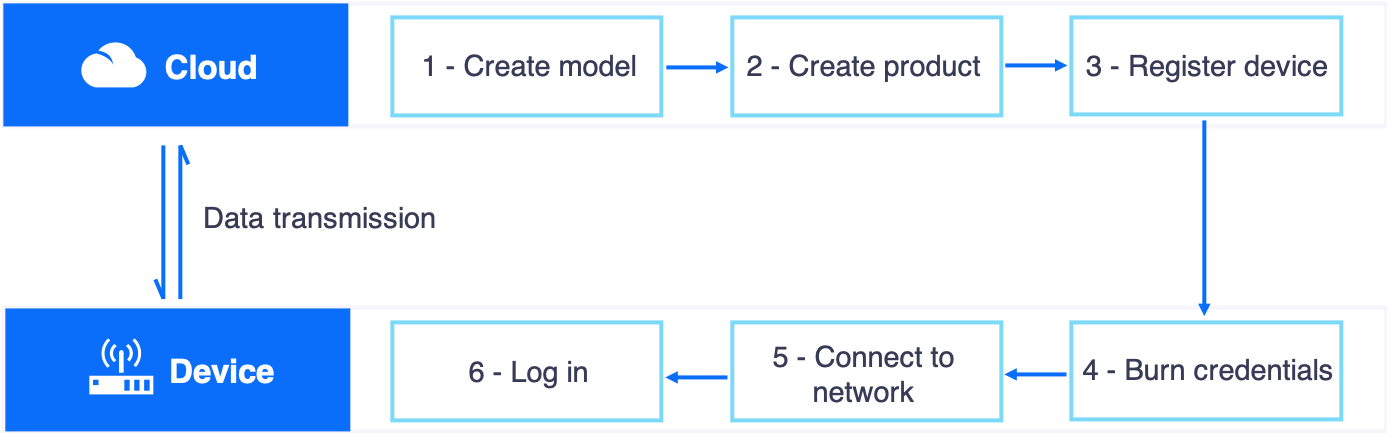 Cloud
1 - Create model
2 - Create product
3 - Register device
Data transmission
Device
6 - Log in
5 - Connect to
network
4 - Burn credentials